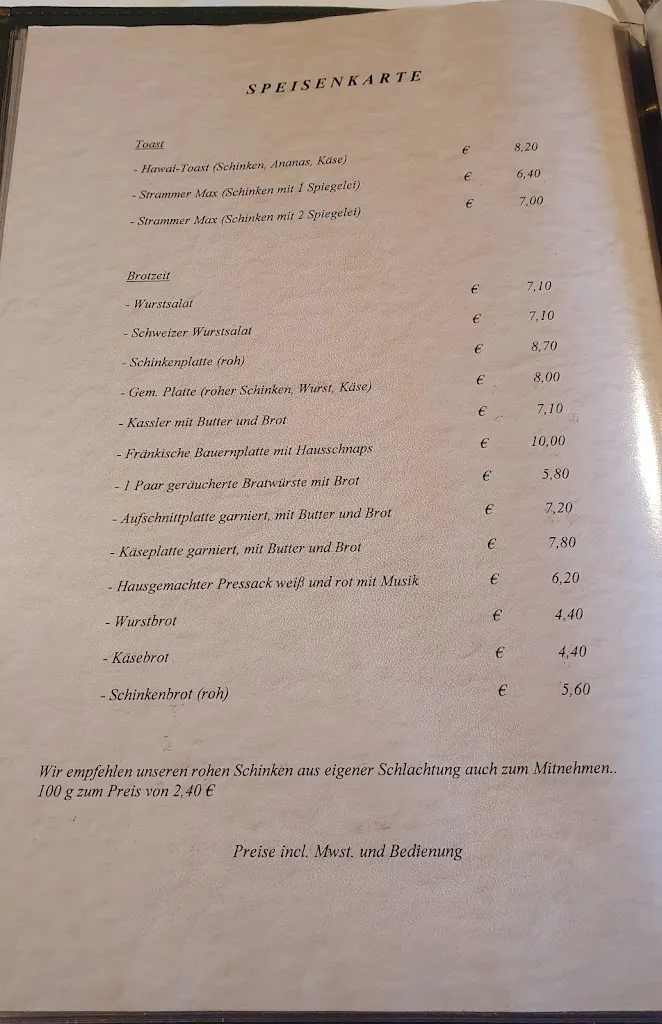 SPEISENKARTE
Toast
- Hawai-Toast (Schinken, Ananas, Käse) € 8,20
- Strammer Max (Schinken mit 1 Spiegelei) € 6,40
- Strammer Max (Schinken mit 2 Spiegelei) € 7,00
Brotzeit
- Wurstsalat € 7,10
- Schweizer Wurstsalat € 7,10
- Schinkenplatte (roh) € 8,70
- Gem. Platte (roher Schinken, Wurst, Käse) € 8,00
- Kassler mit Butter und Brot € 7,10
- Fränkische Bauernplatte mit Hausschnaps € 10,00
- 1 Paar geräucherte Bratwürste mit Brot € 5,80
- Aufschnittplatte garniert, mit Butter und Brot € 7,20
- Käseplatte garniert, mit Butter und Brot € 7,80
- Hausgemachter Pressack weiß und rot mit Musik € 6,20
- Wurstbrot € 4,40
- Käsebrot € 4,40
- Schinkenbrot (roh) € 5,60
Wir empfehlen unseren rohen Schinken aus eigener Schlachtung auch zum Mitnehmen..
100 g zum Preis von 2,40 €
Preise incl. Mwst. und Bedienung